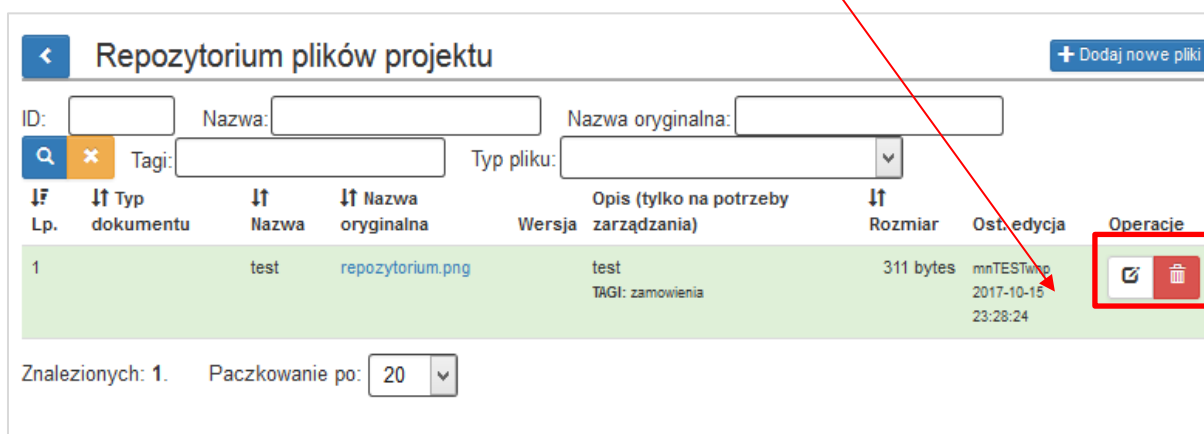 Repozytorium plików projektu
Dodaj nowe pliki
ID: Nazwa: Nazwa oryginalna:
Tagi: Typ pliku:
Lp. Typ dokumentu Nazwa Nazwa oryginalna Wersja Opis (tylko na potrzeby zarządzania) Rozmiar Ost. edycja Operacje
1 test repozytorium.png test 311 bytes mnTESTwnp
TAGI: zamowienia 2017-10-15
23:28:24
Znalezionych: 1. Paczkowanie po: 20